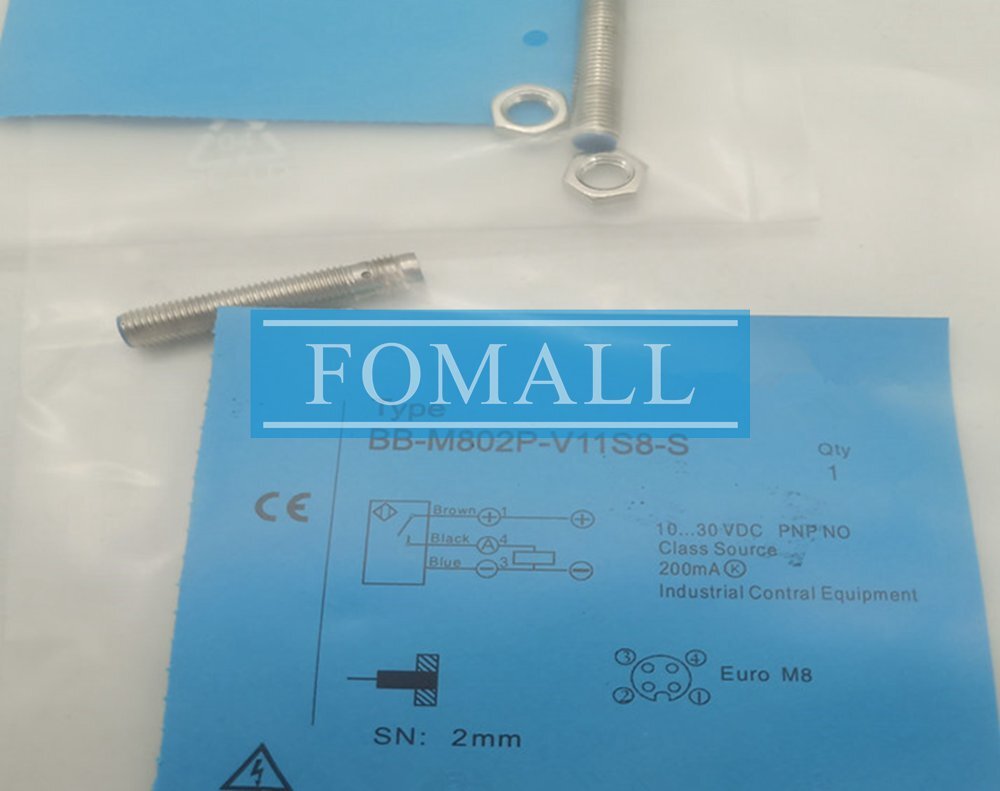 FOMALL
Type
BB-M802P-V11S8-S
Qty
1
CE
Brown + 1 +
Black A 4
Blue − 3 −
10...30 VDC PNP NO
Class Source
200mA K
Industrial Contral Equipment
3 4
2 1
Euro M8
SN: 2mm